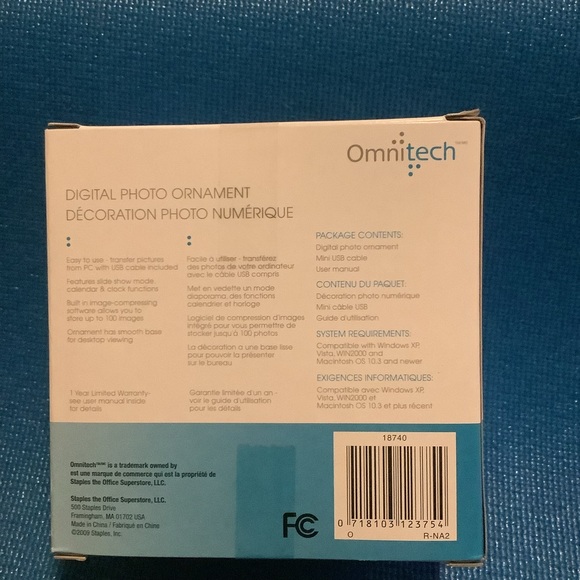 Omnitech
DIGITAL PHOTO ORNAMENT
DÉCORATION PHOTO NUMÉRIQUE
Easy to use - transfer pictures
from PC with USB cable included
Features slide show mode,
calendar & clock functions
Built in image-compressing
software allows you to
store up to 100 images
Ornament has smooth base
for desktop viewing
1 Year Limited Warranty-
see user manual inside
for details
Facile à utiliser - transférez
des photos de votre ordinateur
avec le câble USB compris
Met en vedette un mode
diaporama, des fonctions
calendrier et horloge
Logiciel de compression d'images
intégré pour vous permettre de
stocker jusqu'à 100 photos
La décoration a une base lisse
pour pouvoir la présenter
sur le bureau
Garantie limitée d'un an -
voir le guide d'utilisation
pour les détails
PACKAGE CONTENTS:
Digital photo ornament
Mini USB cable
User manual
CONTENU DU PAQUET:
Décoration photo numérique
Mini câble USB
Guide d'utilisation
SYSTEM REQUIREMENTS:
Compatible with Windows XP,
Vista, WIN2000 and
Macintosh OS 10.3 and newer
EXIGENCES INFORMATIQUES:
Compatible avec Windows XP,
Vista, WIN2000 et
Macintosh OS 10.3 et plus récent
Omnitech is a trademark owned by
est une marque de commerce qui est la propriété de
Staples the Office Superstore, LLC.
Staples the Office Superstore, LLC.
500 Staples Drive
Framingham, MA 01702 USA
Made in China / Fabriqué en Chine
©2009 Staples, Inc.
FC
18740
0 718103 123754
O R-NA2